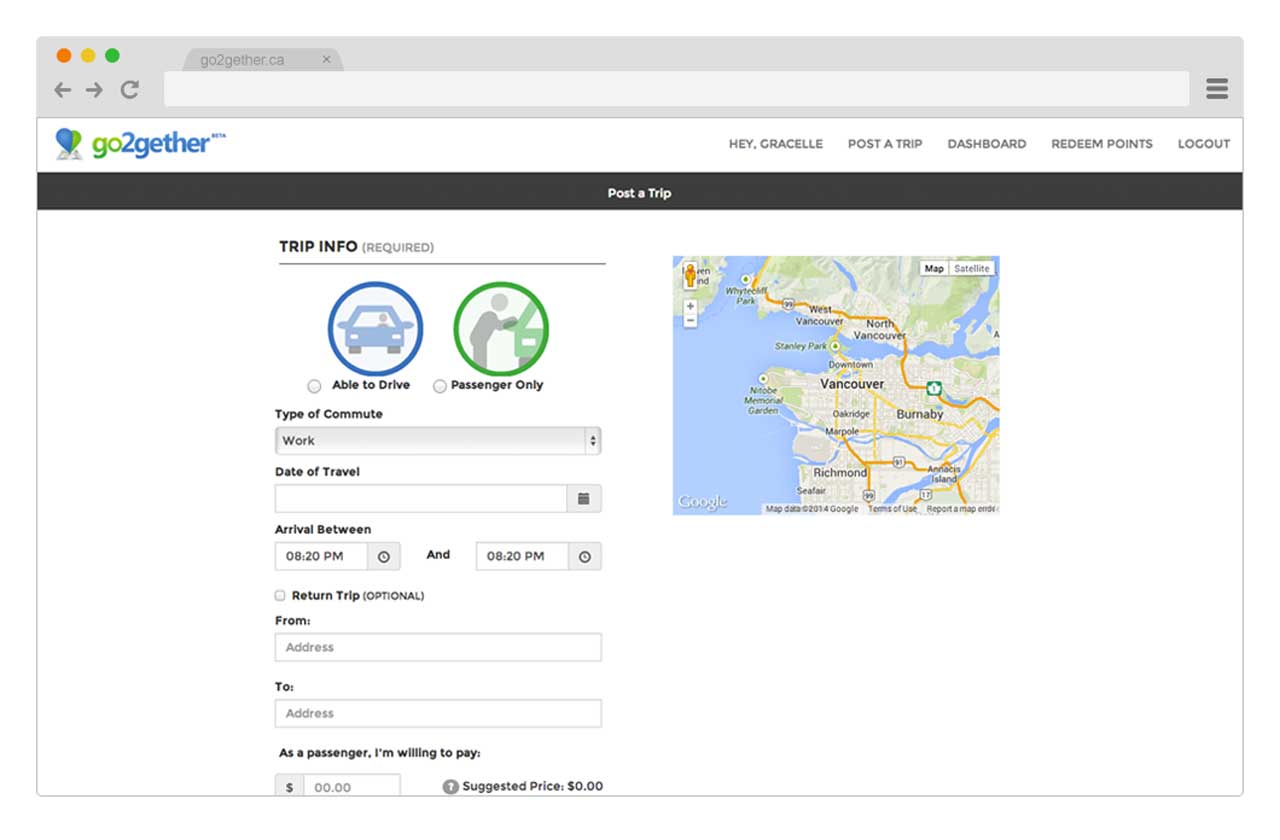 go2gether.ca ×
go2gether BETA
HEY, GRACELLE POST A TRIP DASHBOARD REDEEM POINTS LOGOUT
Post a Trip
TRIP INFO (REQUIRED)
Able to Drive
Passenger Only
Type of Commute
Work
Date of Travel
Arrival Between
08:20 PM And 08:20 PM
Return Trip (OPTIONAL)
From:
Address
To:
Address
As a passenger, I'm willing to pay:
$ 00.00 ? Suggested Price: $0.00
Map Satellite
Whytecliff
Park
99
West
Vancouver
North
Vancouver
Stanley Park
Downtown
Vancouver
1
Nitobe
Memorial
Garden
Oakridge
Burnaby
Marpole
91
Richmond
Annacis
Island
Seafair
99
17
Google
Map data ©2014 Google Terms of Use Report a map error